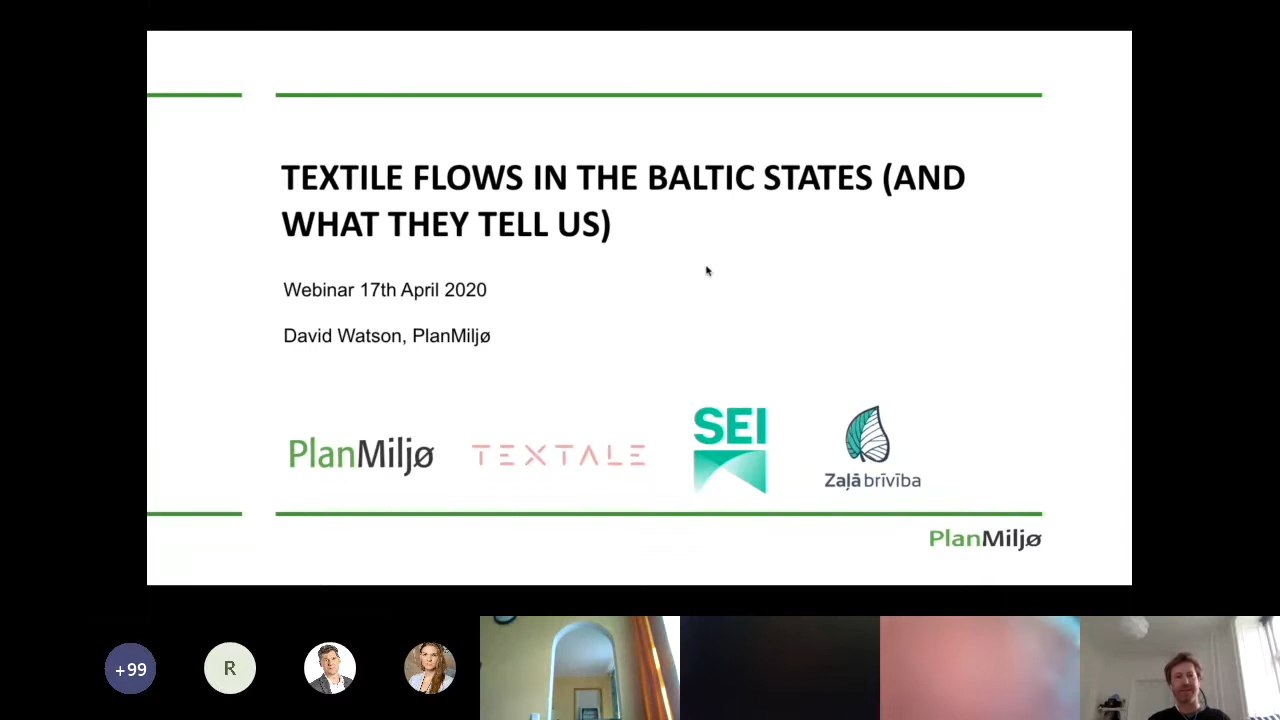 TEXTILE FLOWS IN THE BALTIC STATES (AND
WHAT THEY TELL US)
Webinar 17th April 2020
David Watson, PlanMiljø
PlanMiljø
TEXTALE
SEI
Zaļā brīvība
PlanMiljø
+99
R